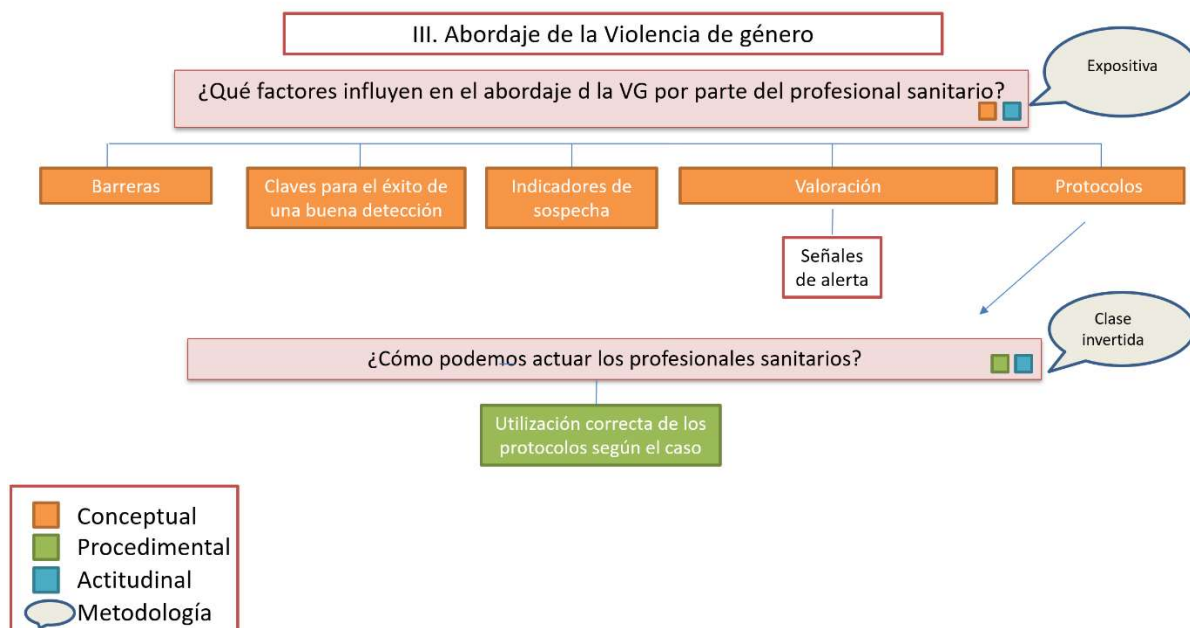 III. Abordaje de la Violencia de género
¿Qué factores influyen en el abordaje d la VG por parte del profesional sanitario?
Expositiva
Barreras
Claves para el éxito de
una buena detección
Indicadores de
sospecha
Valoración
Protocolos
Señales
de alerta
Clase
invertida
¿Cómo podemos actuar los profesionales sanitarios?
Utilización correcta de los
protocolos según el caso
Conceptual
Procedimental
Actitudinal
Metodología